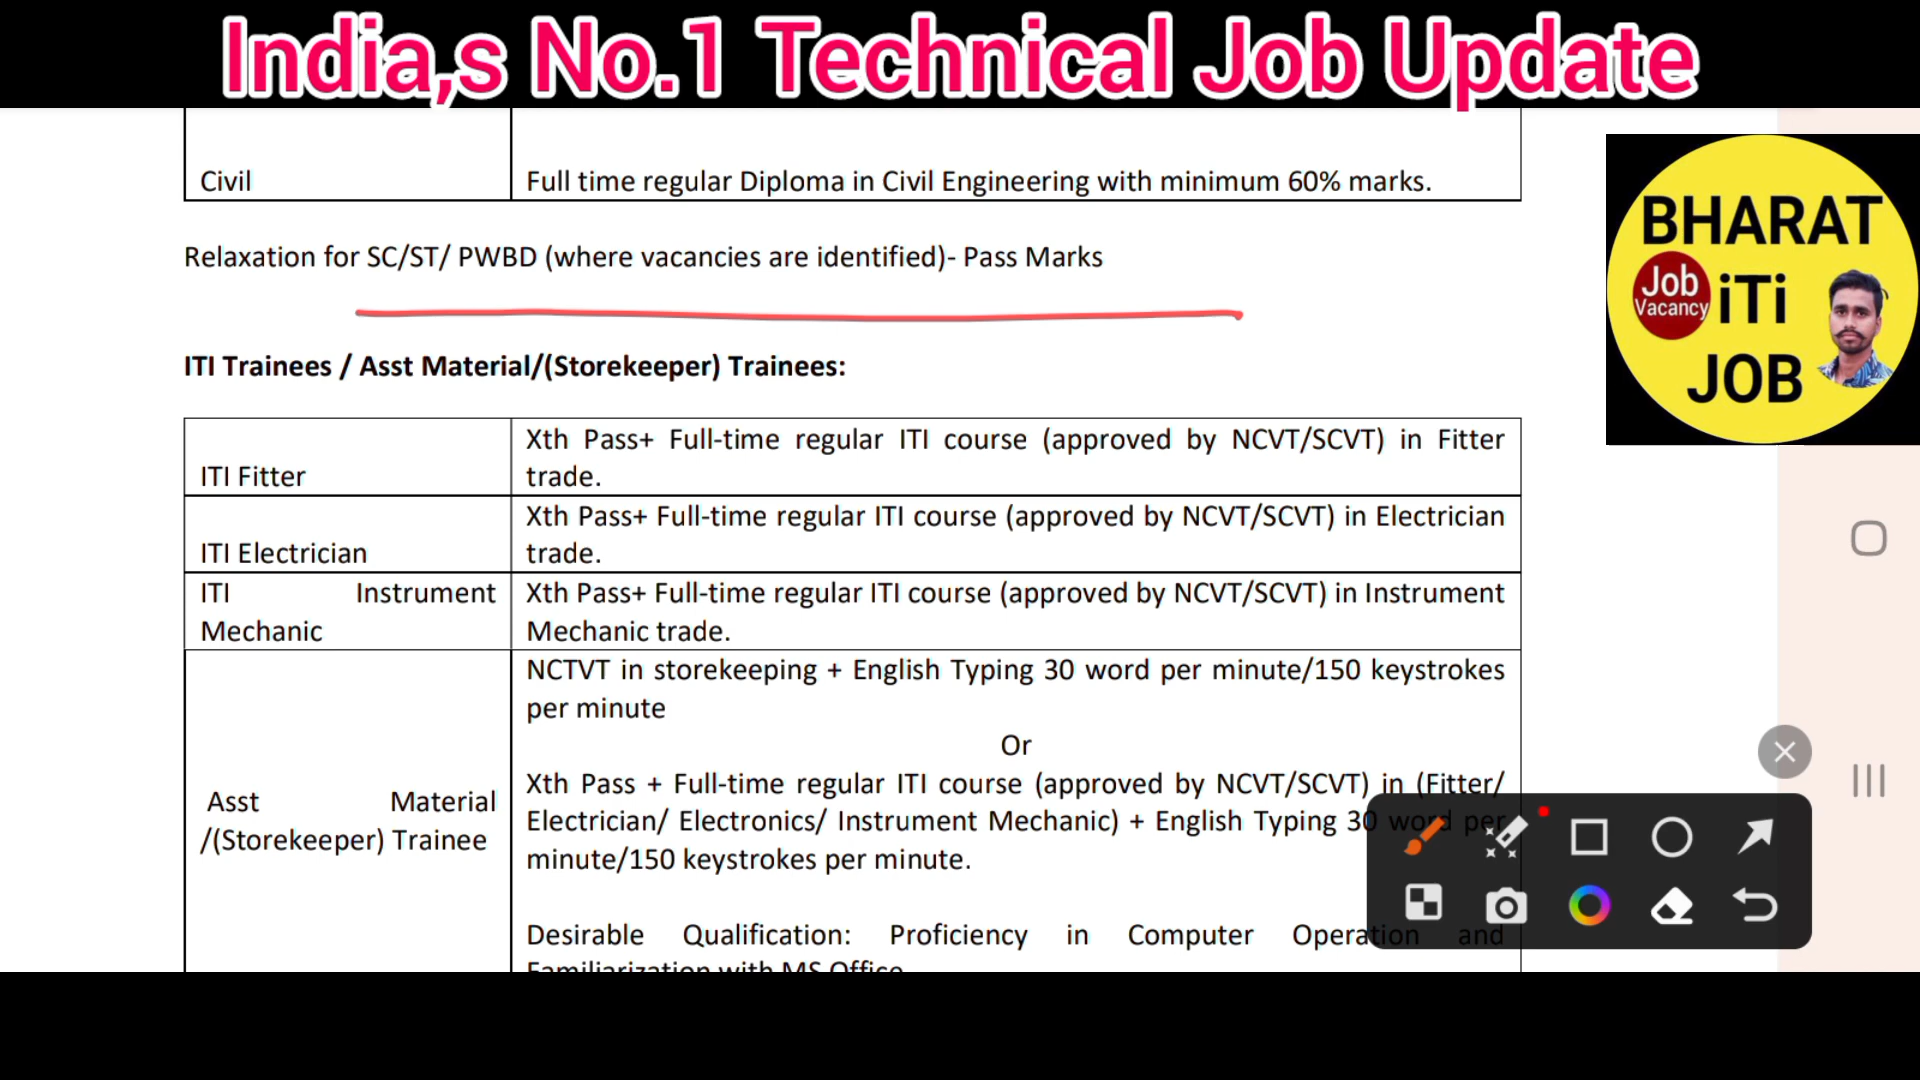 India,s No.1 Technical Job Update
Civil
Full time regular Diploma in Civil Engineering with minimum 60% marks.
Relaxation for SC/ST/ PWBD (where vacancies are identified)- Pass Marks
BHARAT
Job
Vacancy
iTi
JOB
ITI Trainees / Asst Material/(Storekeeper) Trainees:
ITI Fitter
Xth Pass+ Full-time regular ITI course (approved by NCVT/SCVT) in Fitter
trade.
ITI Electrician
Xth Pass+ Full-time regular ITI course (approved by NCVT/SCVT) in Electrician
trade.
ITI Instrument
Mechanic
Xth Pass+ Full-time regular ITI course (approved by NCVT/SCVT) in Instrument
Mechanic trade.
Asst Material
/(Storekeeper) Trainee
NCTVT in storekeeping + English Typing 30 word per minute/150 keystrokes
per minute
Or
Xth Pass + Full-time regular ITI course (approved by NCVT/SCVT) in (Fitter/
Electrician/ Electronics/ Instrument Mechanic) + English Typing 30 word per
minute/150 keystrokes per minute.
Desirable Qualification: Proficiency in Computer Operation and
Familiarization with MS Office